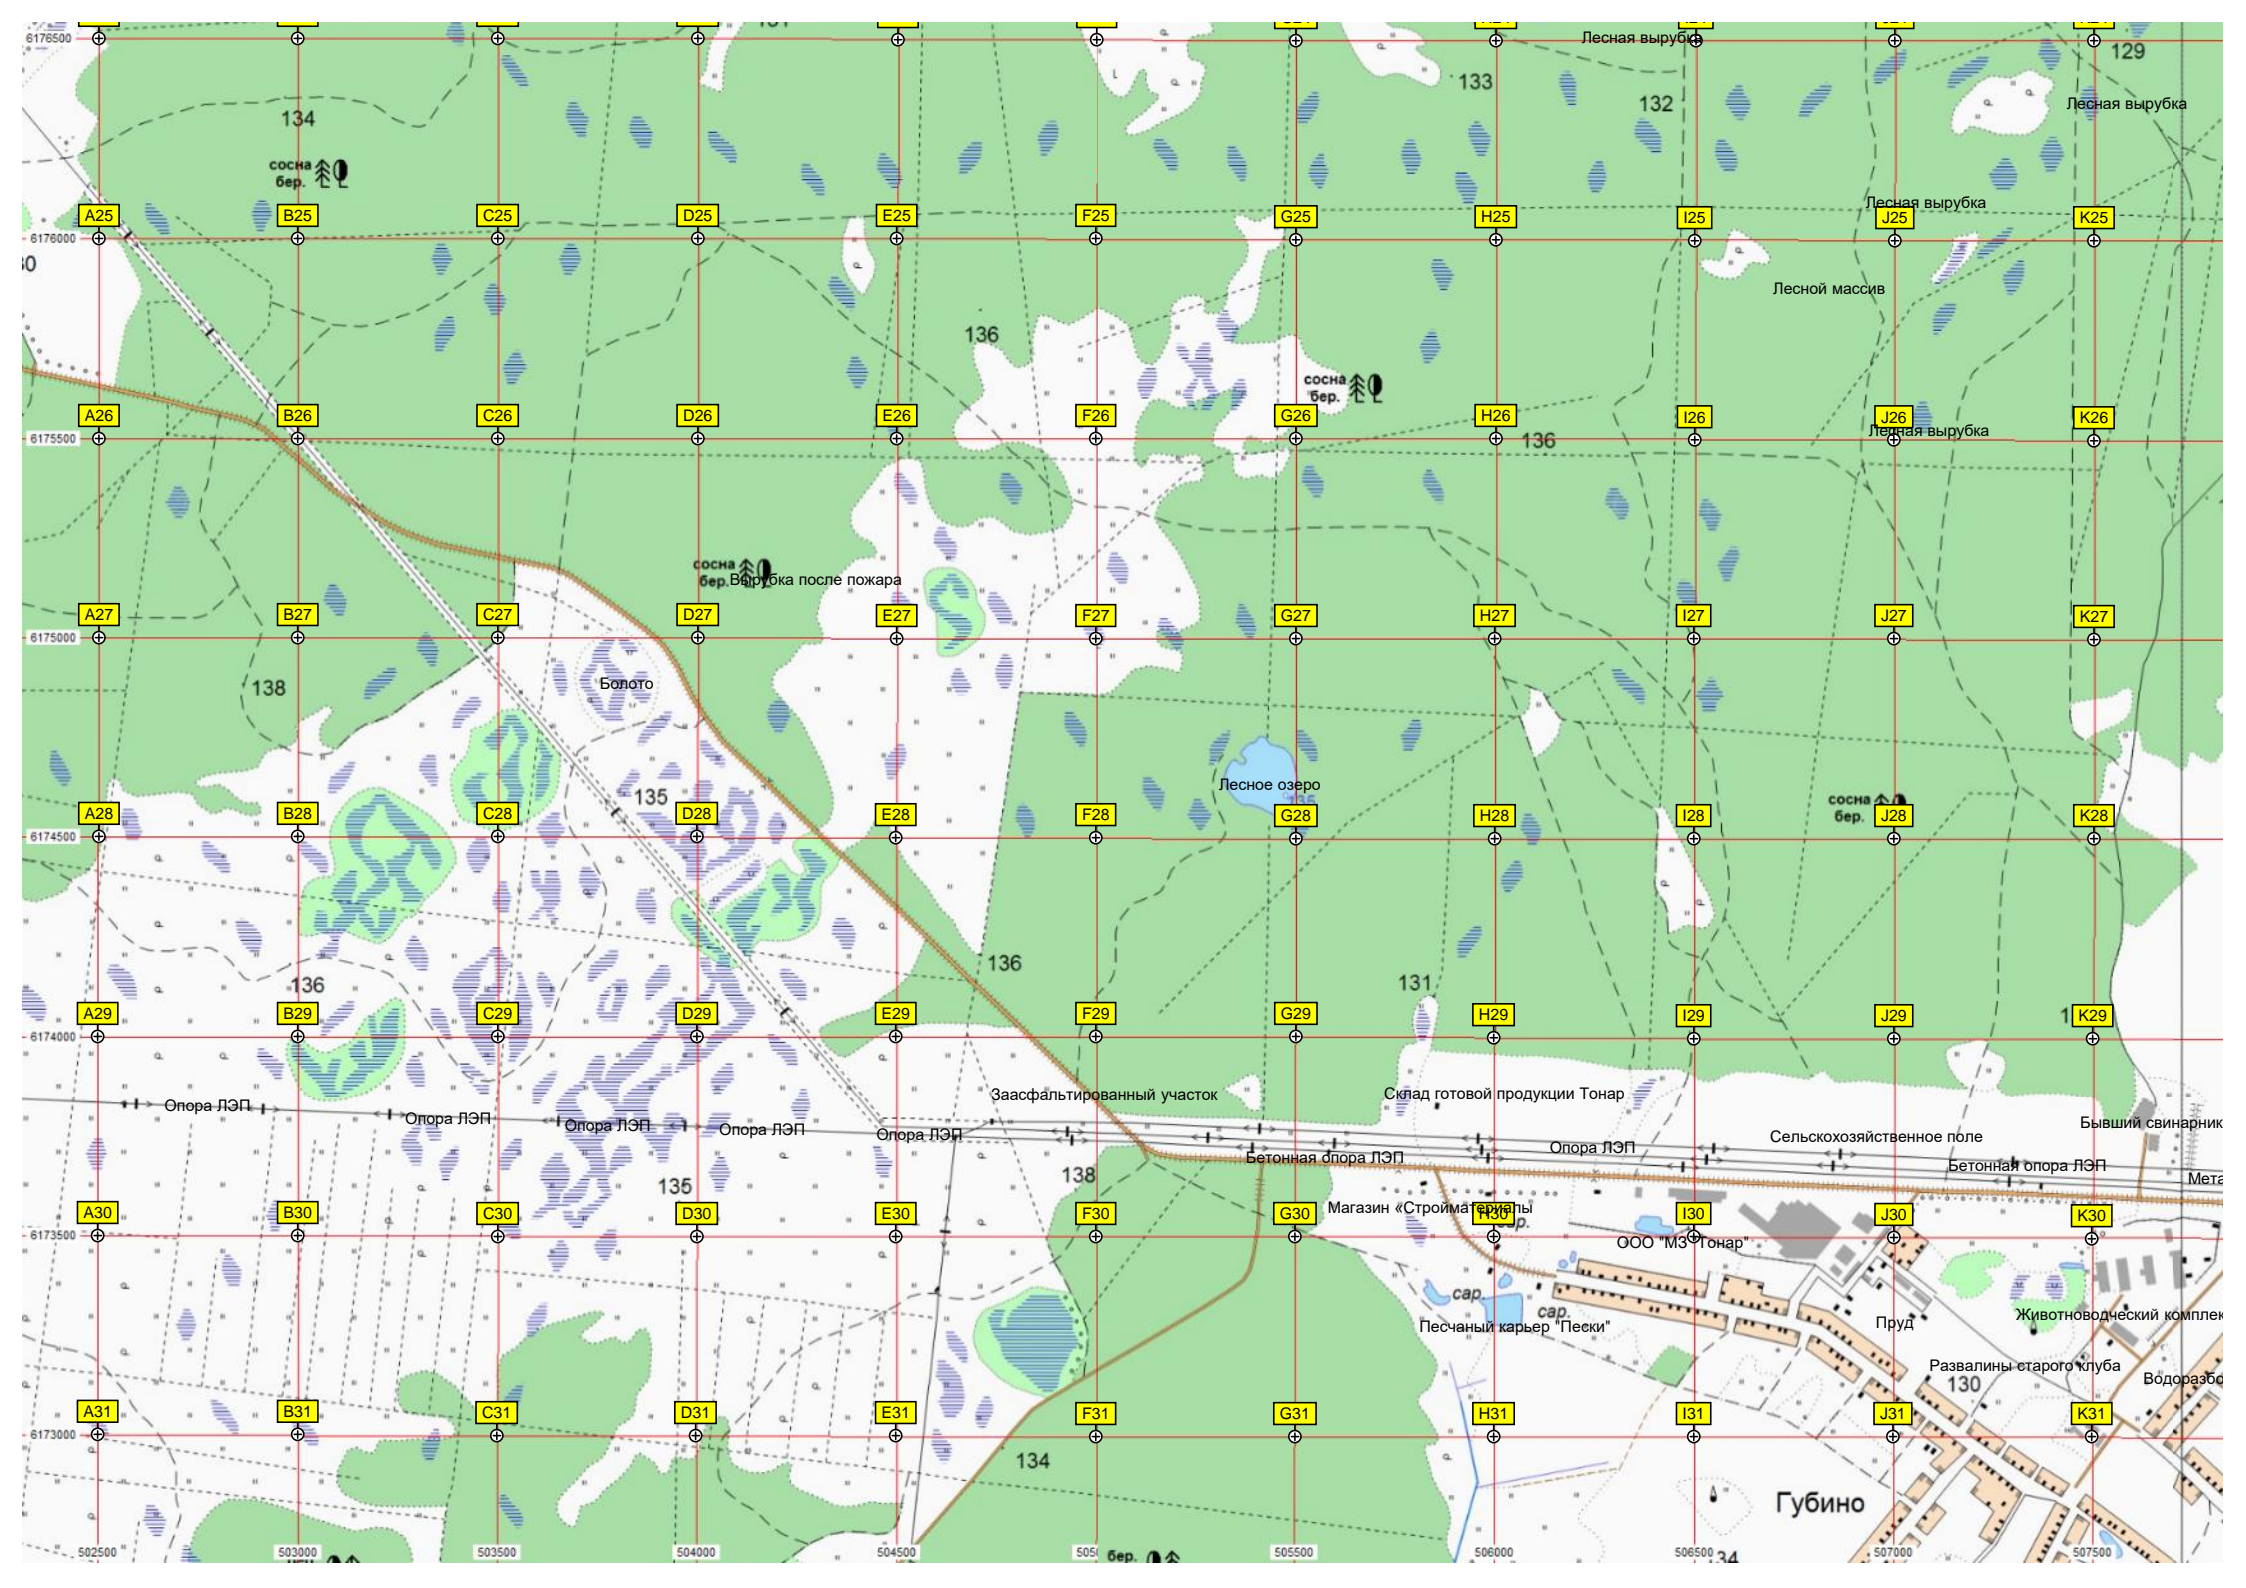 6176500
Лесная вырубка
129
133
132
Лесная вырубка
134
сосна
бер.
Лесная вырубка
A25 B25 C25 D25 E25 F25 G25 H25 I25 J25 K25
6176000
Лесной массив
136
сосна
бер.
A26 B26 C26 D26 E26 F26 G26 H26 I26 J26 K26
Лесная вырубка
6175500
136
сосна
бер.
Вырубка после пожара
A27 B27 C27 D27 E27 F27 G27 H27 I27 J27 K27
6175000
138
Болото
Лесное озеро
135
135
сосна
бер.
A28 B28 C28 D28 E28 F28 G28 H28 I28 J28 K28
6174500
136
136
131
A29 B29 C29 D29 E29 F29 G29 H29 I29 J29 K29
6174000
Заасфальтированный участок
Склад готовой продукции Тонар
Опора ЛЭП
Опора ЛЭП
Опора ЛЭП
Опора ЛЭП
Опора ЛЭП
Бывший свинарник
Сельскохозяйственное поле
Опора ЛЭП
Бетонная опора ЛЭП
Бетонная опора ЛЭП
138
135
Мета
Магазин «Стройматериалы
A30 B30 C30 D30 E30 F30 G30 H30 I30 J30 K30
6173500
ООО "МЗ "Тонар"
сар.
сар.
сар.
Песчаный карьер "Пески"
Пруд
Животноводческий комплек
Развалины старого клуба
130
Водоразбо
A31 B31 C31 D31 E31 F31 G31 H31 I31 J31 K31
6173000
134
Губино
502500 503000 503500 504000 504500 505500 506000 506500 507000 507500
бер.